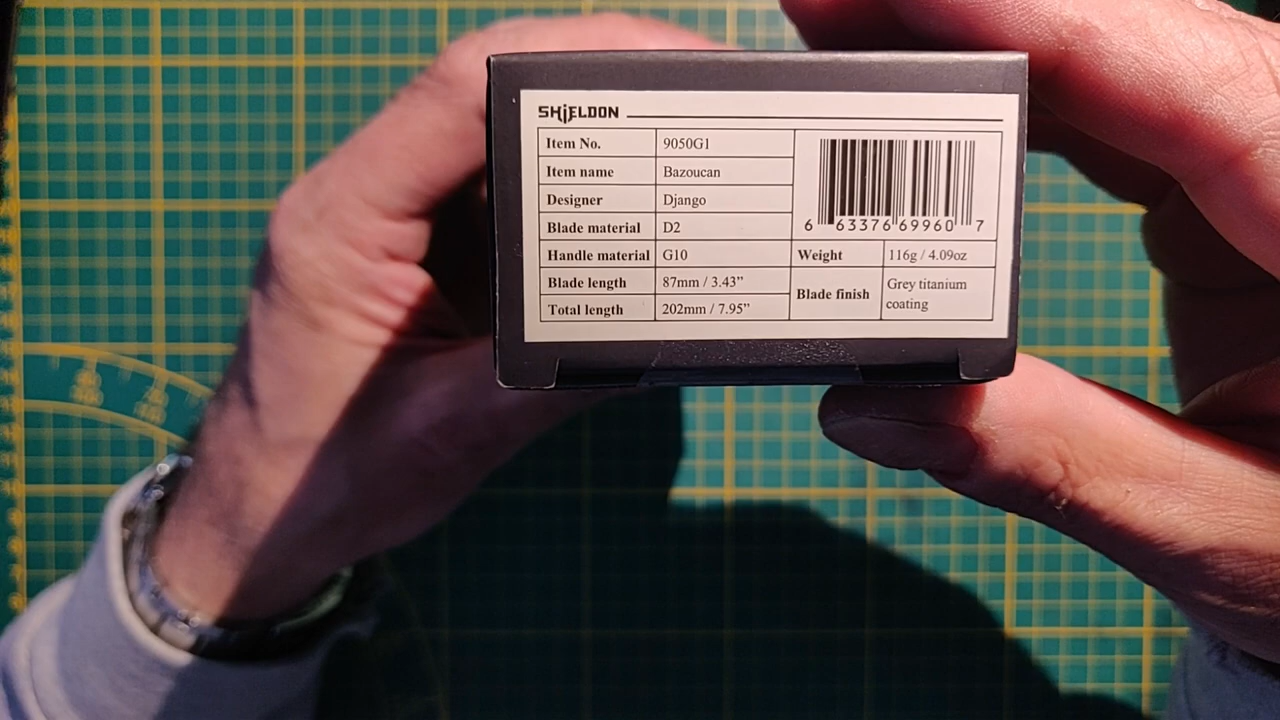 SHiELDON
Item No. 9050G1
Item name Bazoucan
Designer Django
Blade material D2
Handle material G10
Blade length 87mm / 3.43”
Total length 202mm / 7.95”
6 63376 69960 7
Weight 116g / 4.09oz
Blade finish Grey titanium
coating